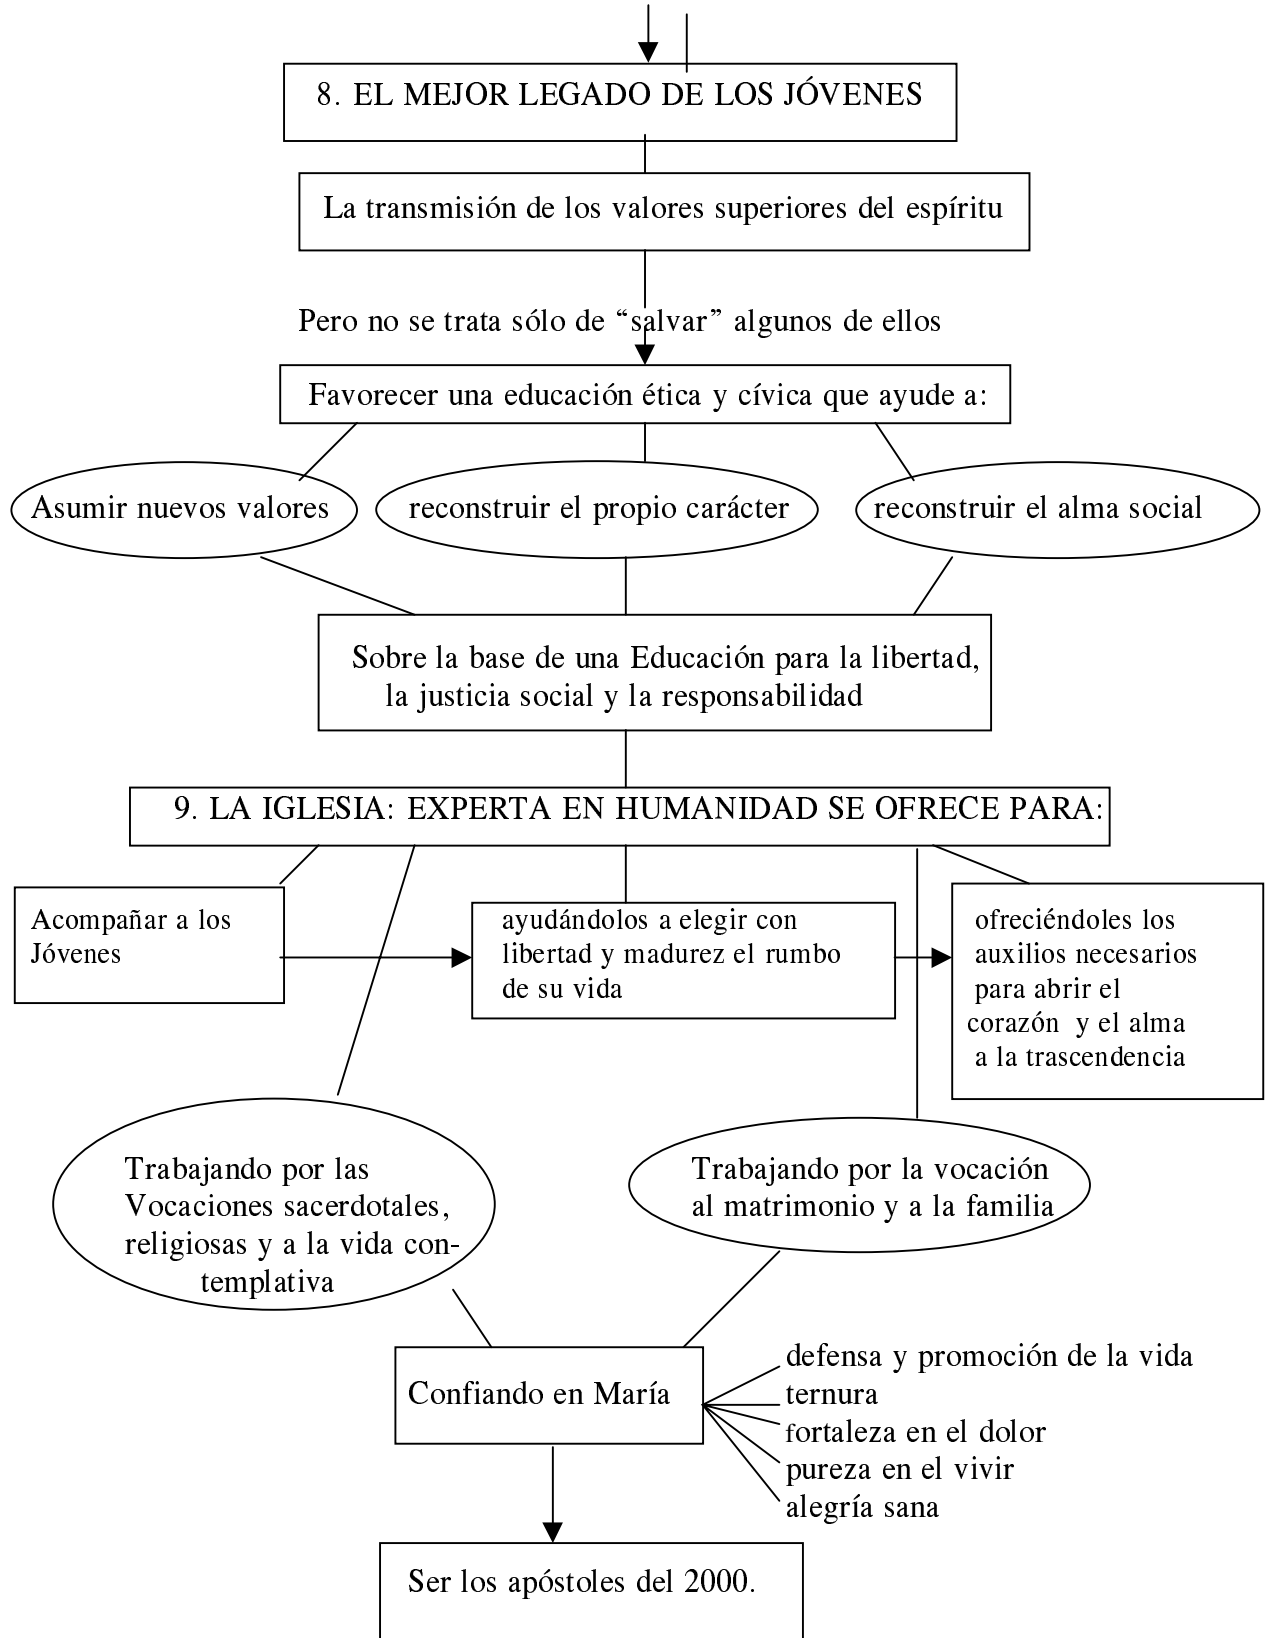 8. EL MEJOR LEGADO DE LOS JÓVENES
La transmisión de los valores superiores del espíritu
Pero no se trata sólo de “salvar” algunos de ellos
Favorecer una educación ética y cívica que ayude a:
Asumir nuevos valores
reconstruir el propio carácter
reconstruir el alma social
Sobre la base de una Educación para la libertad,
la justicia social y la responsabilidad
9. LA IGLESIA: EXPERTA EN HUMANIDAD SE OFRECE PARA:
Acompañar a los
Jóvenes
ayudándolos a elegir con
libertad y madurez el rumbo
de su vida
ofreciéndoles los
auxilios necesarios
para abrir el
corazón y el alma
a la trascendencia
Trabajando por las
Vocaciones sacerdotales,
religiosas y a la vida con-
templativa
Trabajando por la vocación
al matrimonio y a la familia
Confiando en María
defensa y promoción de la vida
ternura
fortaleza en el dolor
pureza en el vivir
alegría sana
Ser los apóstoles del 2000.